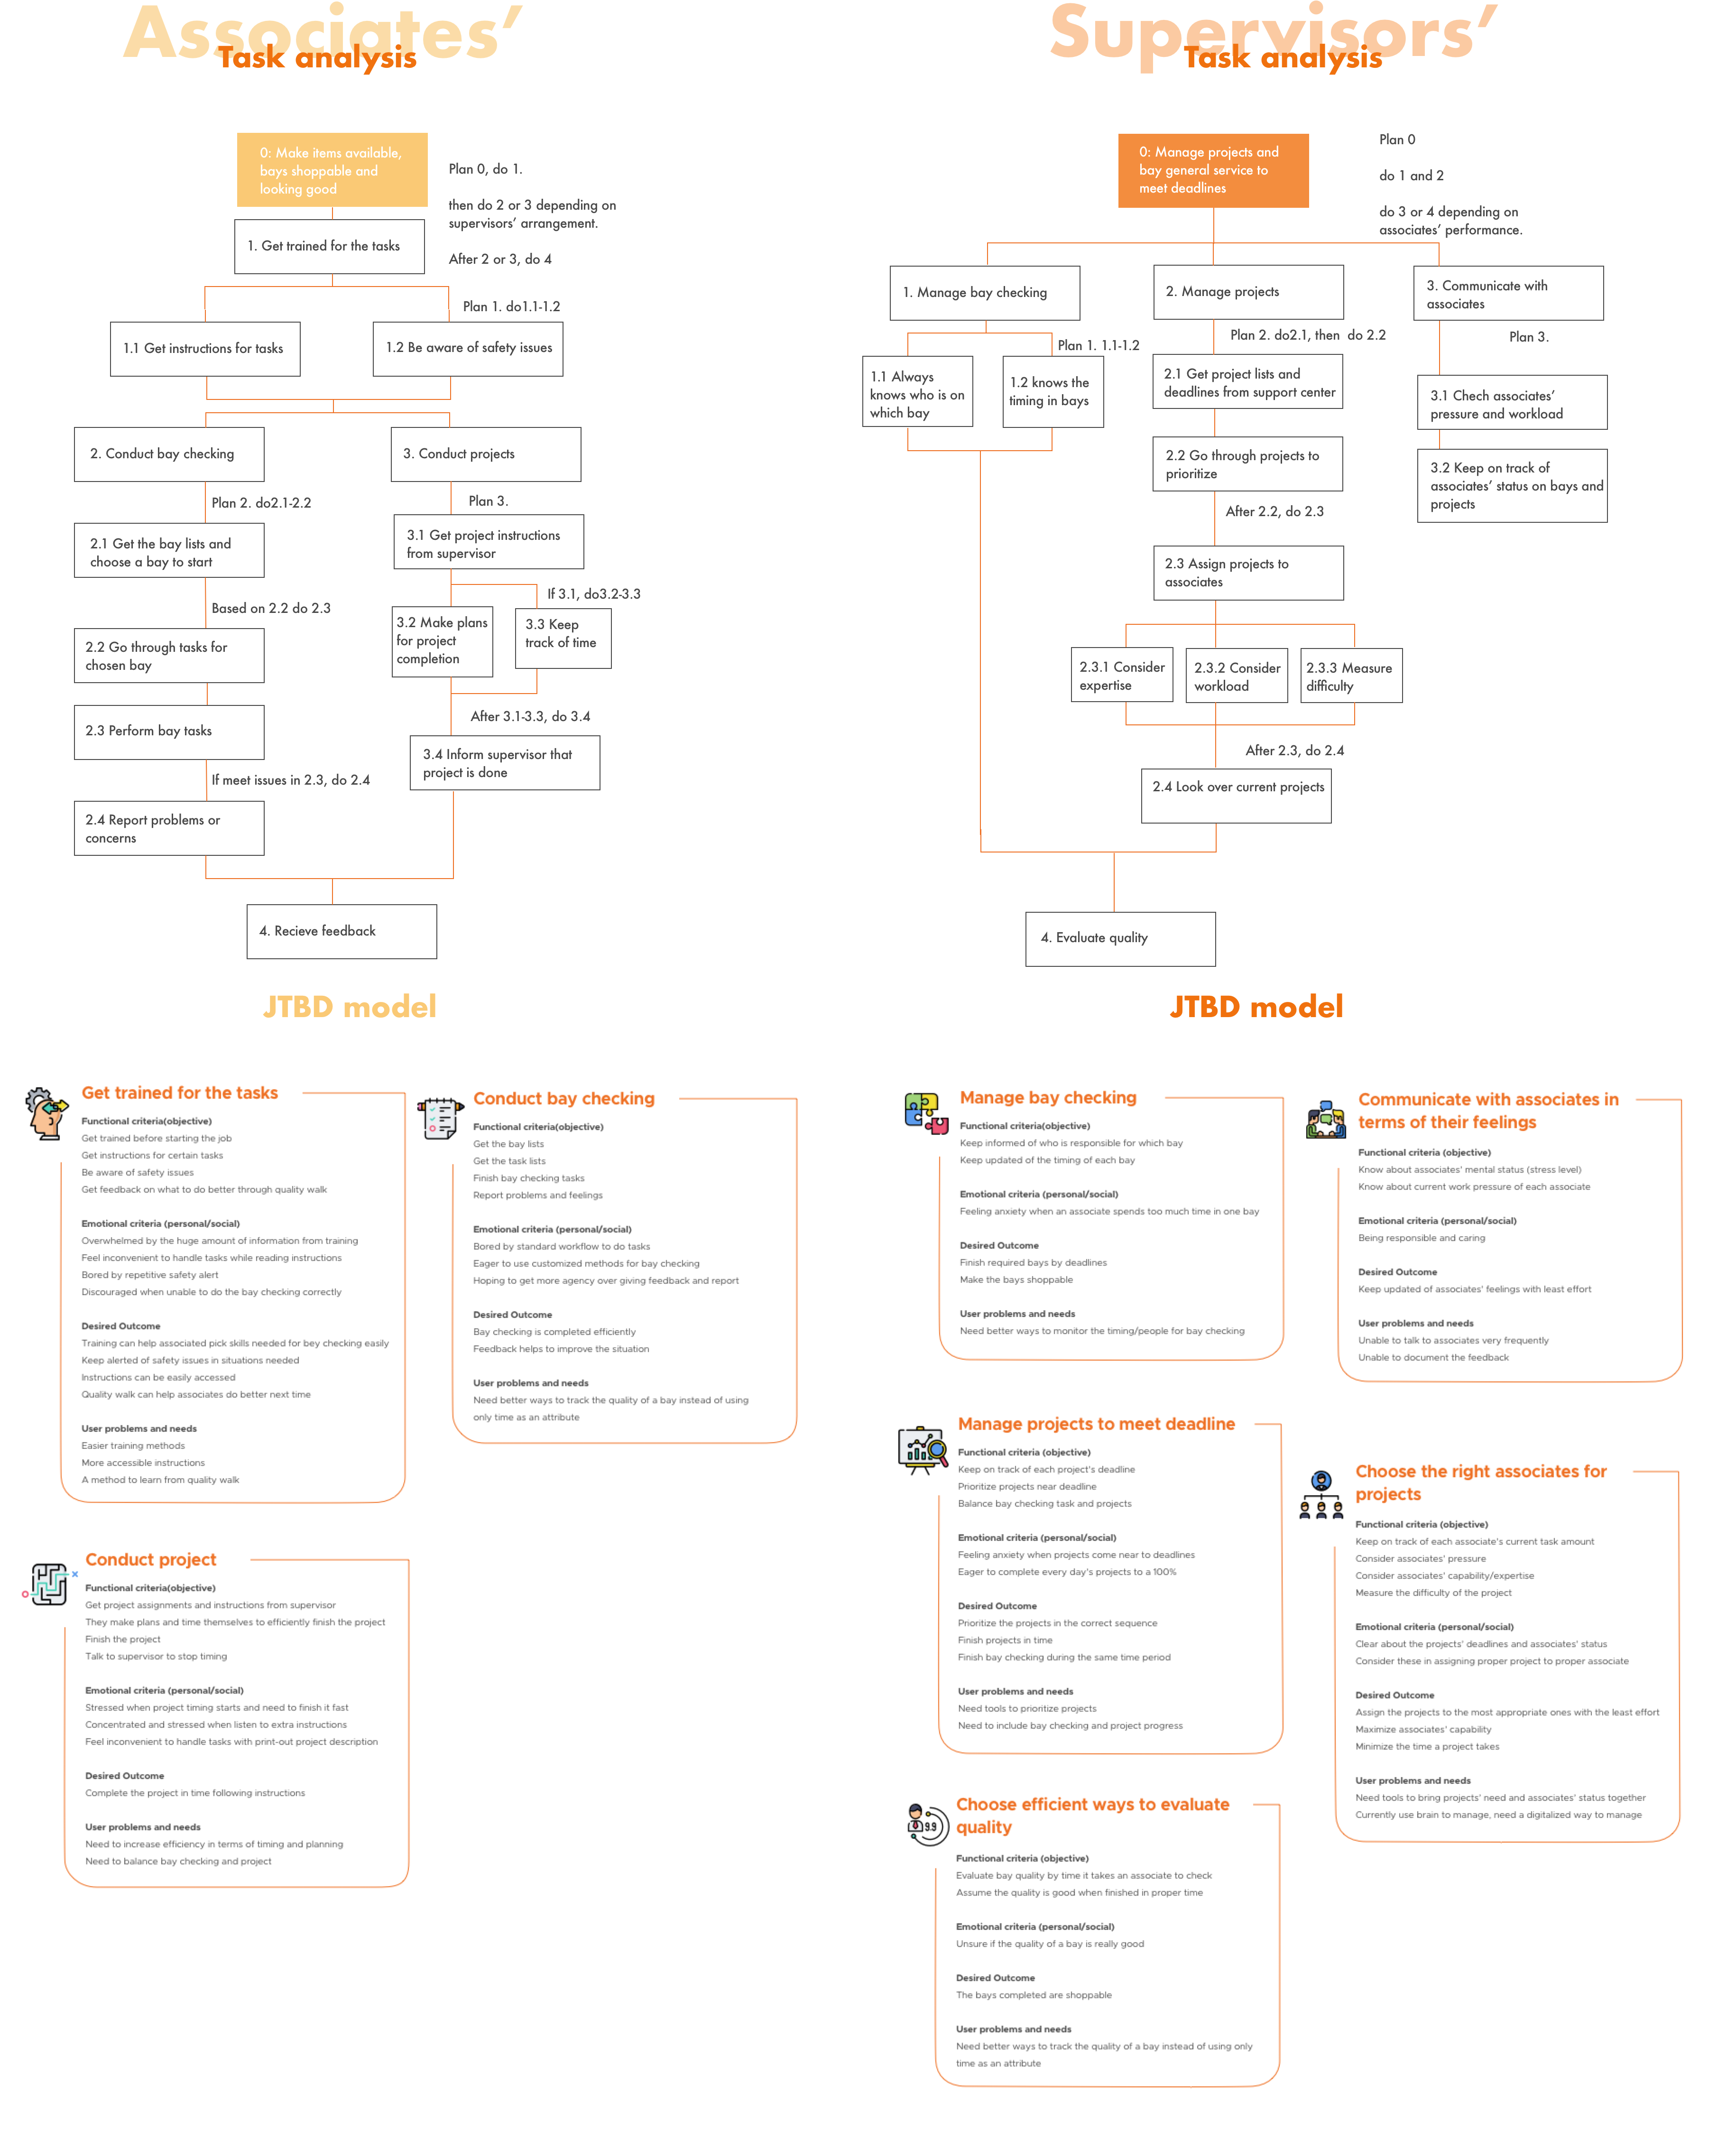 Associates’
Task analysis
0: Make items available,
bays shoppable and
looking good
Plan 0, do 1.
then do 2 or 3 depending on
supervisors’ arrangement.
After 2 or 3, do 4
1. Get trained for the tasks
Plan 1. do1.1-1.2
1.1 Get instructions for tasks
1.2 Be aware of safety issues
2. Conduct bay checking
3. Conduct projects
Plan 2. do2.1-2.2
Plan 3.
2.1 Get the bay lists and
choose a bay to start
3.1 Get project instructions
from supervisor
Based on 2.2 do 2.3
If 3.1, do3.2-3.3
2.2 Go through tasks for
chosen bay
3.2 Make plans
for project
completion
3.3 Keep
track of time
2.3 Perform bay tasks
After 3.1-3.3, do 3.4
If meet issues in 2.3, do 2.4
3.4 Inform supervisor that
project is done
2.4 Report problems or
concerns
4. Recieve feedback
Supervisors’
Task analysis
0: Manage projects and
bay general service to
meet deadlines
Plan 0
do 1 and 2
do 3 or 4 depending on
associates’ performance.
1. Manage bay checking
2. Manage projects
3. Communicate with
associates
Plan 1. 1.1-1.2
Plan 2. do2.1, then do 2.2
Plan 3.
1.1 Always
knows who is on
which bay
1.2 knows the
timing in bays
2.1 Get project lists and
deadlines from support center
3.1 Chech associates’
pressure and workload
2.2 Go through projects to
prioritize
3.2 Keep on track of
associates’ status on bays and
projects
After 2.2, do 2.3
2.3 Assign projects to
associates
2.3.1 Consider
expertise
2.3.2 Consider
workload
2.3.3 Measure
difficulty
After 2.3, do 2.4
2.4 Look over current projects
4. Evaluate quality
JTBD model
Get trained for the tasks
Functional criteria(objective)
Get trained before starting the job
Get instructions for certain tasks
Be aware of safety issues
Get feedback on what to do better through quality walk
Emotional criteria (personal/social)
Overwhelmed by the huge amount of information from training
Feel inconvenient to handle tasks while reading instructions
Bored by repetitive safety alert
Discouraged when unable to do the bay checking correctly
Desired Outcome
Training can help associated pick skills needed for bey checking easily
Keep alerted of safety issues in situations needed
Instructions can be easily accessed
Quality walk can help associates do better next time
User problems and needs
Easier training methods
More accessible instructions
A method to learn from quality walk
Conduct bay checking
Functional criteria(objective)
Get the bay lists
Get the task lists
Finish bay checking tasks
Report problems and feelings
Emotional criteria (personal/social)
Bored by standard workflow to do tasks
Eager to use customized methods for bay checking
Hoping to get more agency over giving feedback and report
Desired Outcome
Bay checking is completed efficiently
Feedback helps to improve the situation
User problems and needs
Need better ways to track the quality of a bay instead of using
only time as an attribute
Conduct project
Functional criteria(objective)
Get project assignments and instructions from supervisor
They make plans and time themselves to efficiently finish the project
Finish the project
Talk to supervisor to stop timing
Emotional criteria (personal/social)
Stressed when project timing starts and need to finish it fast
Concentrated and stressed when listen to extra instructions
Feel inconvenient to handle tasks with print-out project description
Desired Outcome
Complete the project in time following instructions
User problems and needs
Need to increase efficiency in terms of timing and planning
Need to balance bay checking and project
JTBD model
Manage bay checking
Functional criteria(objective)
Keep informed of who is responsible for which bay
Keep updated of the timing of each bay
Emotional criteria (personal/social)
Feeling anxiety when an associate spends too much time in one bay
Desired Outcome
Finish required bays by deadlines
Make the bays shoppable
User problems and needs
Need better ways to monitor the timing/people for bay checking
Communicate with associates in
terms of their feelings
Functional criteria (objective)
Know about associates' mental status (stress level)
Know about current work pressure of each associate
Emotional criteria (personal/social)
Being responsible and caring
Desired Outcome
Keep updated of associates' feelings with least effort
User problems and needs
Unable to talk to associates very frequently
Unable to document the feedback
Manage projects to meet deadline
Functional criteria (objective)
Keep on track of each project's deadline
Prioritize projects near deadline
Balance bay checking task and projects
Emotional criteria (personal/social)
Feeling anxiety when projects come near to deadlines
Eager to complete every day's projects to a 100%
Desired Outcome
Prioritize the projects in the correct sequence
Finish projects in time
Finish bay checking during the same time period
User problems and needs
Need tools to prioritize projects
Need to include bay checking and project progress
Choose the right associates for
projects
Functional criteria (objective)
Keep on track of each associate's current task amount
Consider associates' pressure
Consider associates' capability/expertise
Measure the difficulty of the project
Emotional criteria (personal/social)
Clear about the projects' deadlines and associates' status
Consider these in assigning proper project to proper associate
Desired Outcome
Assign the projects to the most appropriate ones with the least effort
Maximize associates' capability
Minimize the time a project takes
User problems and needs
Need tools to bring projects' need and associates' status together
Currently use brain to manage, need a digitalized way to manage
9.9
Choose efficient ways to evaluate
quality
Functional criteria (objective)
Evaluate bay quality by time it takes an associate to check
Assume the quality is good when finished in proper time
Emotional criteria (personal/social)
Unsure if the quality of a bay is really good
Desired Outcome
The bays completed are shoppable
User problems and needs
Need better ways to track the quality of a bay instead of using only
time as an attribute